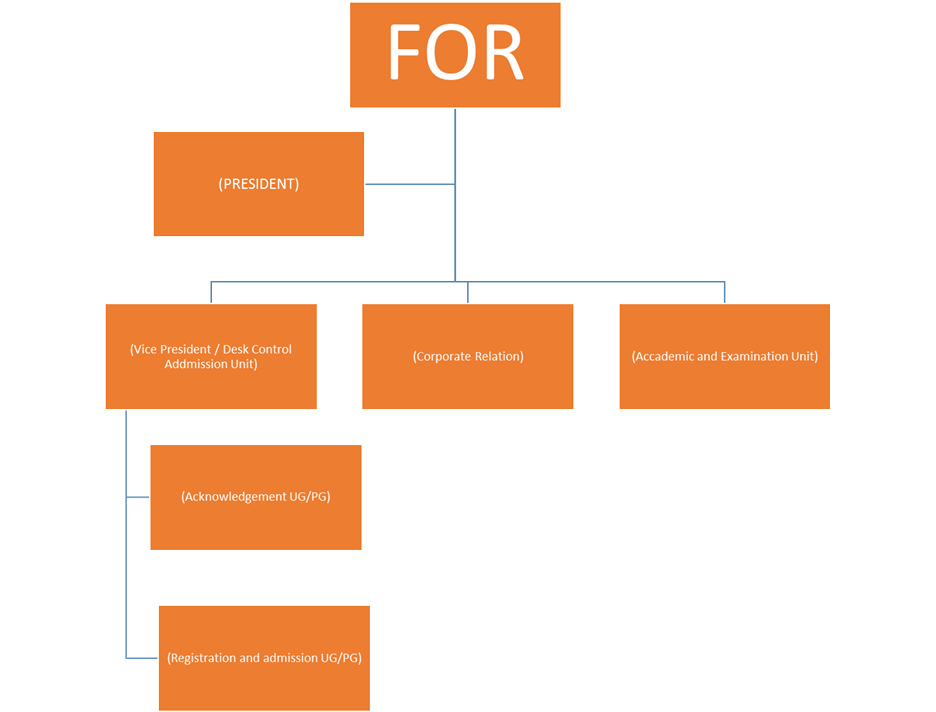 FOR
(PRESIDENT)
(Vice President / Desk Control
Addmission Unit)
(Corporate Relation)
(Accademic and Examination Unit)
(Acknowledgement UG/PG)
(Registration and admission UG/PG)